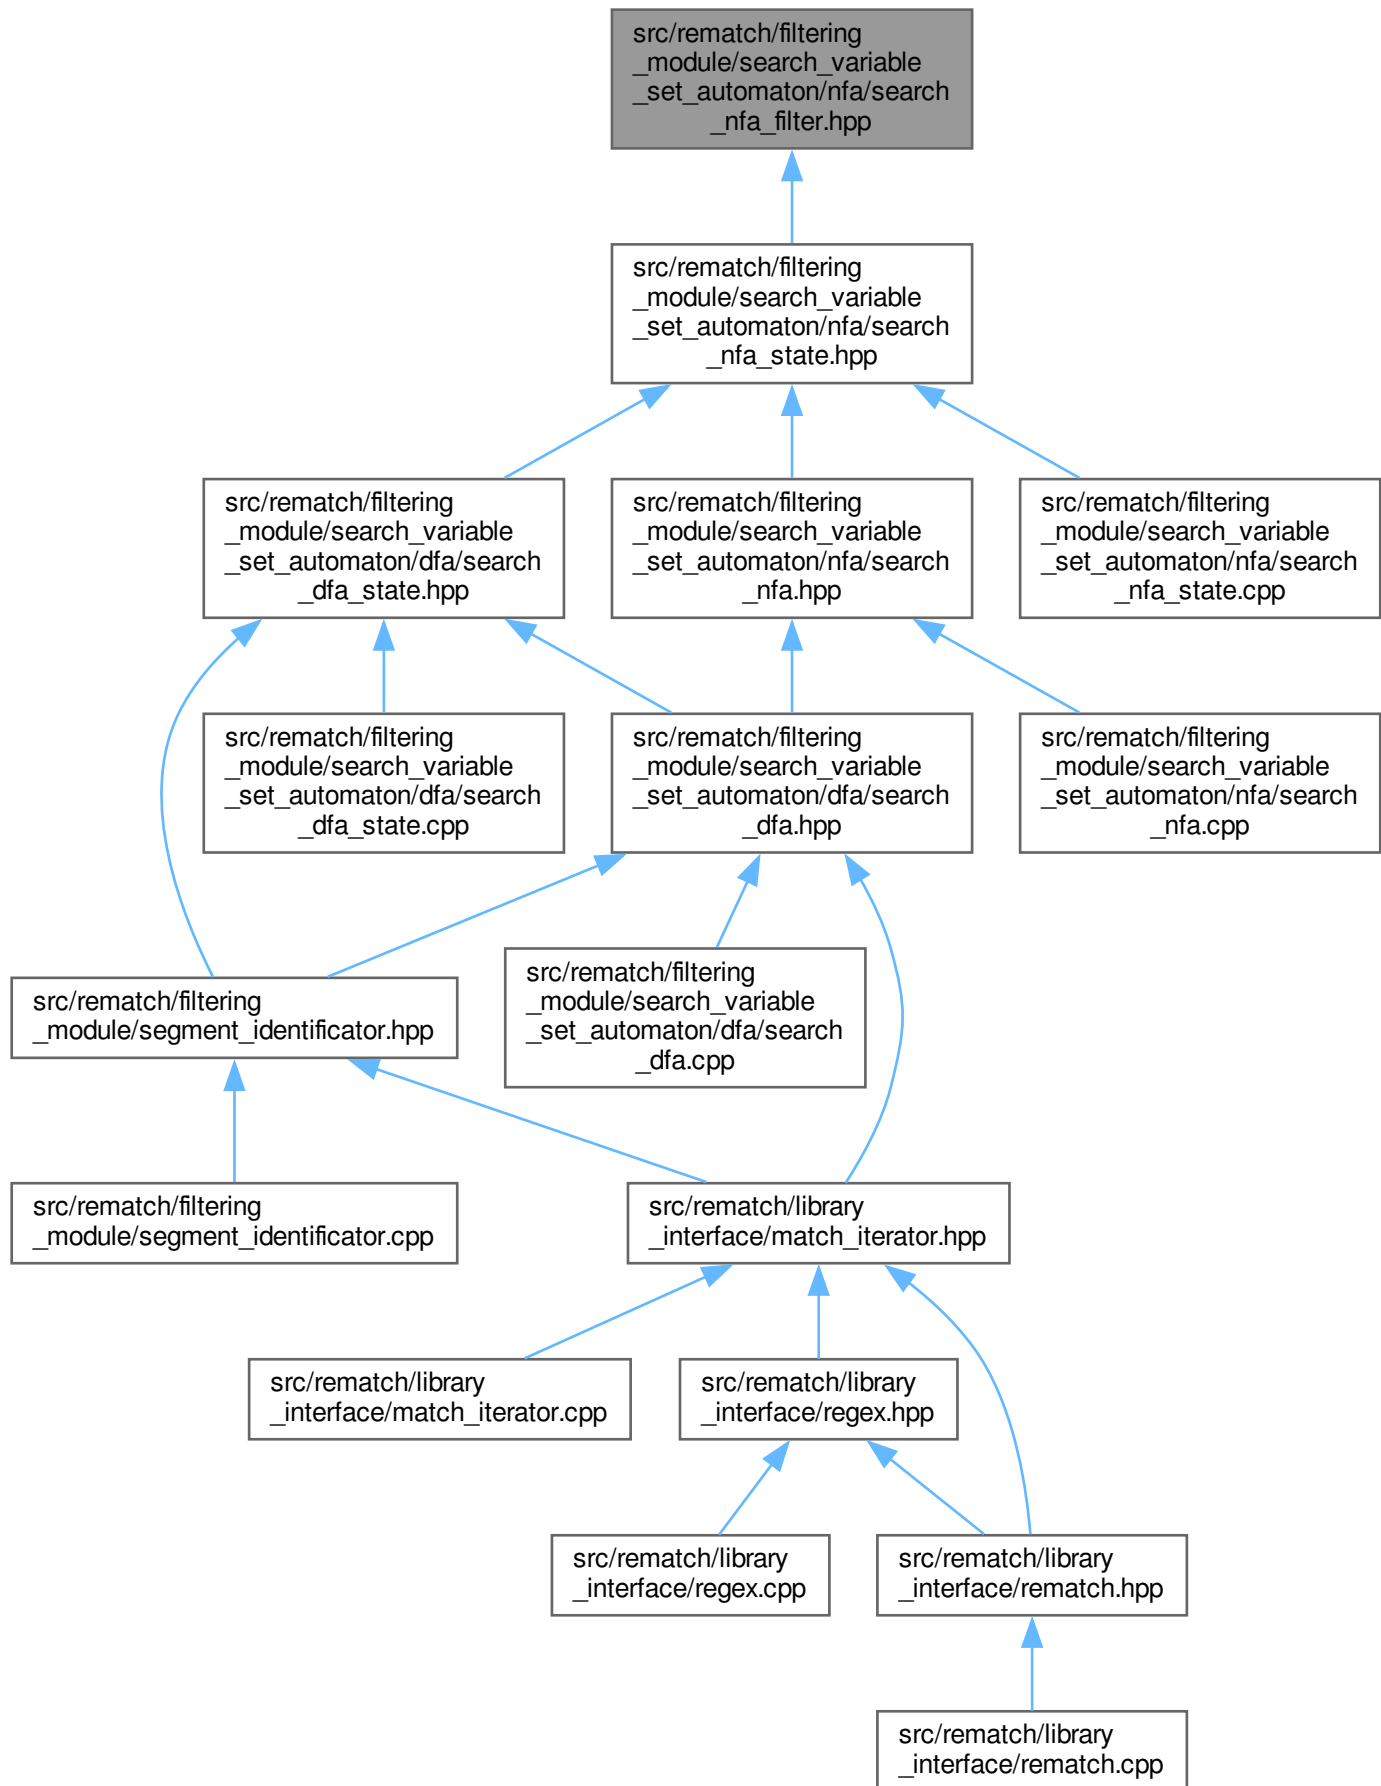 src/rematch/filtering
_module/search_variable
_set_automaton/nfa/search
_nfa_filter.hpp
src/rematch/filtering
_module/search_variable
_set_automaton/nfa/search
_nfa_state.hpp
src/rematch/filtering
_module/search_variable
_set_automaton/dfa/search
_dfa_state.hpp
src/rematch/filtering
_module/search_variable
_set_automaton/nfa/search
_nfa.hpp
src/rematch/filtering
_module/search_variable
_set_automaton/nfa/search
_nfa_state.cpp
src/rematch/filtering
_module/search_variable
_set_automaton/dfa/search
_dfa_state.cpp
src/rematch/filtering
_module/search_variable
_set_automaton/dfa/search
_dfa.hpp
src/rematch/filtering
_module/search_variable
_set_automaton/nfa/search
_nfa.cpp
src/rematch/filtering
_module/segment_identificator.hpp
src/rematch/filtering
_module/search_variable
_set_automaton/dfa/search
_dfa.cpp
src/rematch/filtering
_module/segment_identificator.cpp
src/rematch/library
_interface/match_iterator.hpp
src/rematch/library
_interface/match_iterator.cpp
src/rematch/library
_interface/regex.hpp
src/rematch/library
_interface/regex.cpp
src/rematch/library
_interface/rematch.hpp
src/rematch/library
_interface/rematch.cpp